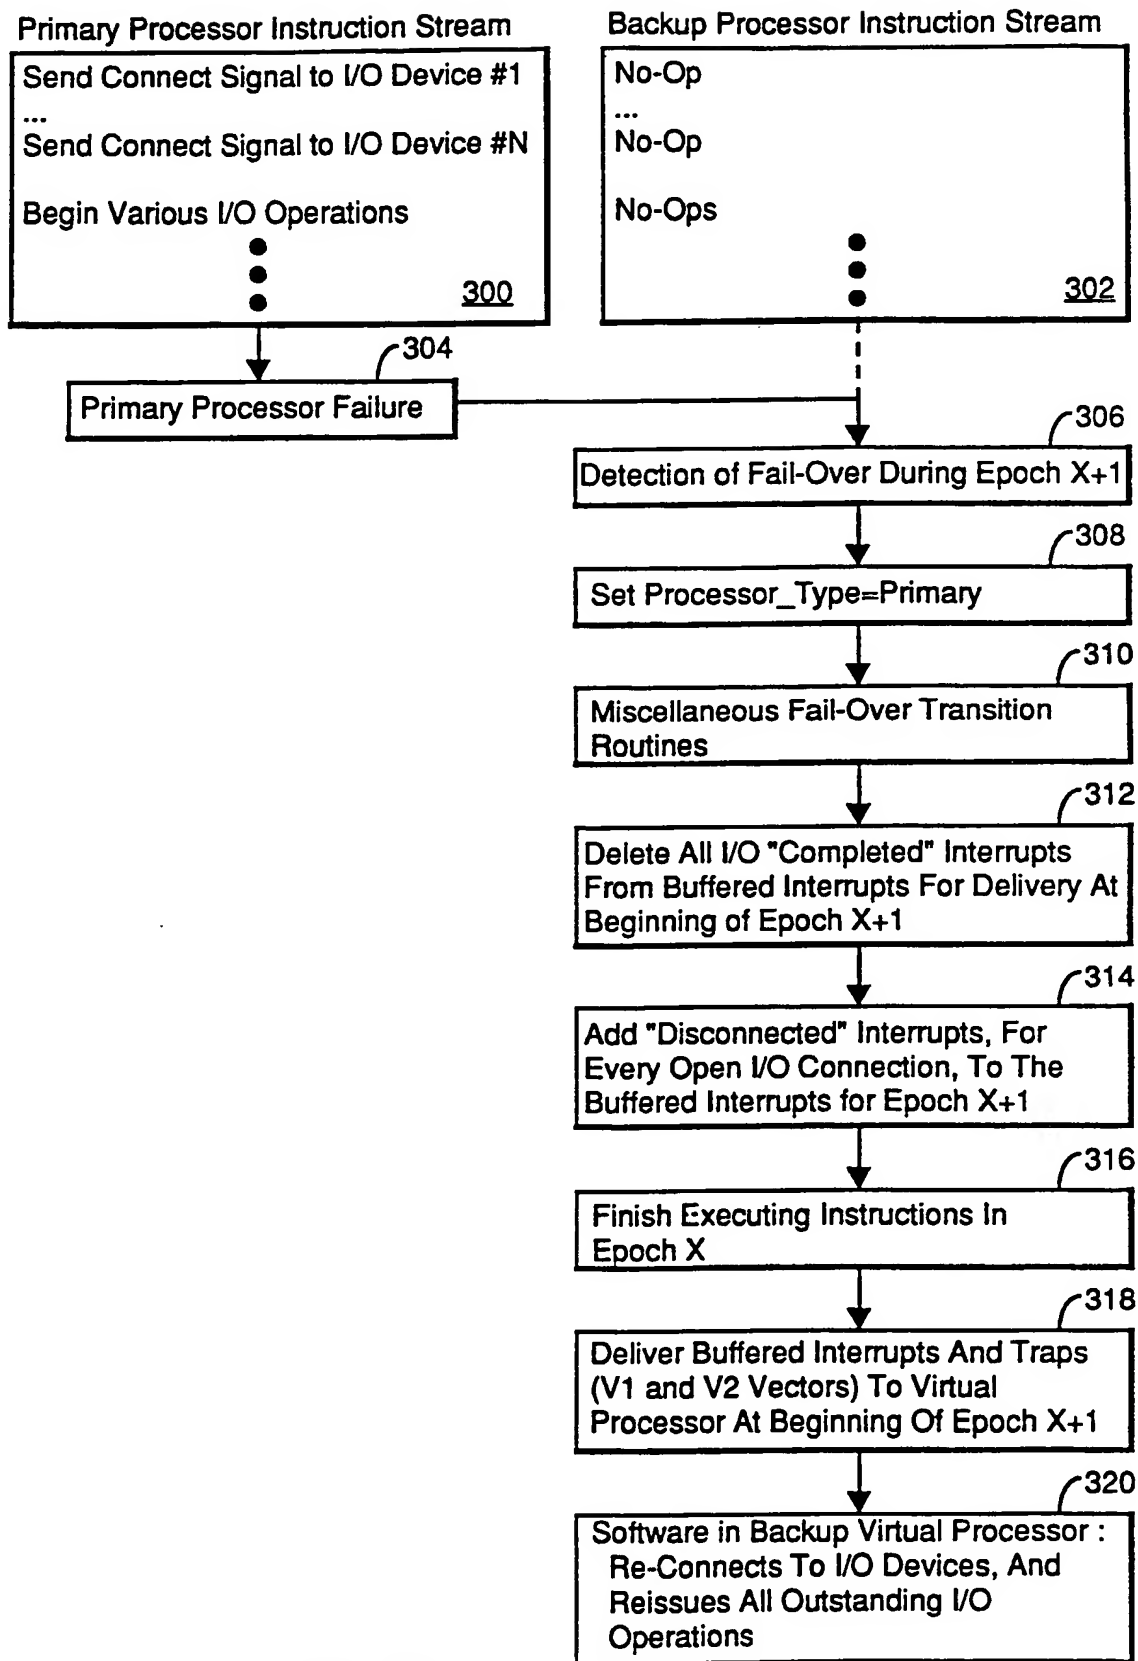 Primary Processor Instruction Stream
Send Connect Signal to I/O Device #1
...
Send Connect Signal to I/O Device #N
Begin Various I/O Operations
300
Backup Processor Instruction Stream
No-Op
...
No-Op
No-Ops
302
304
Primary Processor Failure
306
Detection of Fail-Over During Epoch X+1
308
Set Processor_Type=Primary
310
Miscellaneous Fail-Over Transition
Routines
312
Delete All I/O "Completed" Interrupts
From Buffered Interrupts For Delivery At
Beginning of Epoch X+1
314
Add "Disconnected" Interrupts, For
Every Open I/O Connection, To The
Buffered Interrupts for Epoch X+1
316
Finish Executing Instructions In
Epoch X
318
Deliver Buffered Interrupts And Traps
(V1 and V2 Vectors) To Virtual
Processor At Beginning Of Epoch X+1
320
Software in Backup Virtual Processor :
Re-Connects To I/O Devices, And
Reissues All Outstanding I/O
Operations